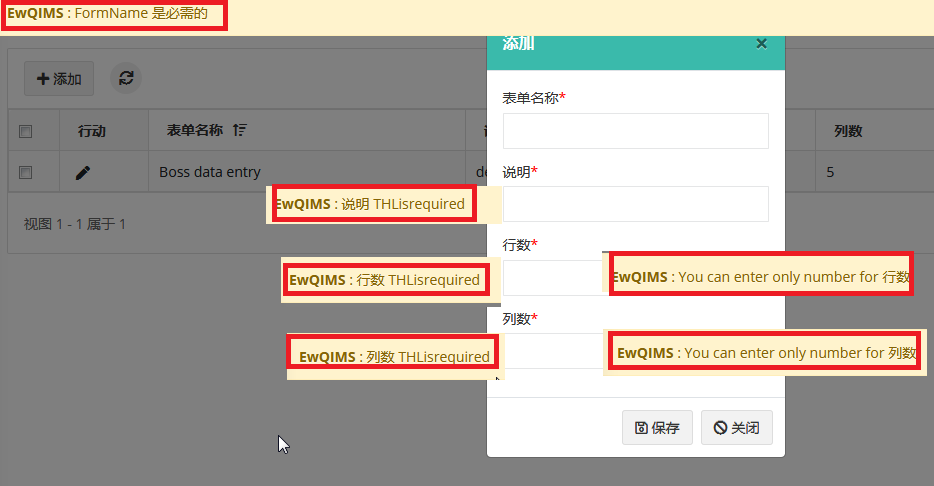 EwQIMS : FormName 是必需的
添加
添加
行动
表单名称
列数
Boss data entry
de
5
视图 1 - 1 属于 1
表单名称*
说明*
EwQIMS : 说明 THLisrequired
行数*
EwQIMS : 行数 THLisrequired
EwQIMS : You can enter only number for 行数
列数*
EwQIMS : 列数 THLisrequired
EwQIMS : You can enter only number for 列数
保存
关闭